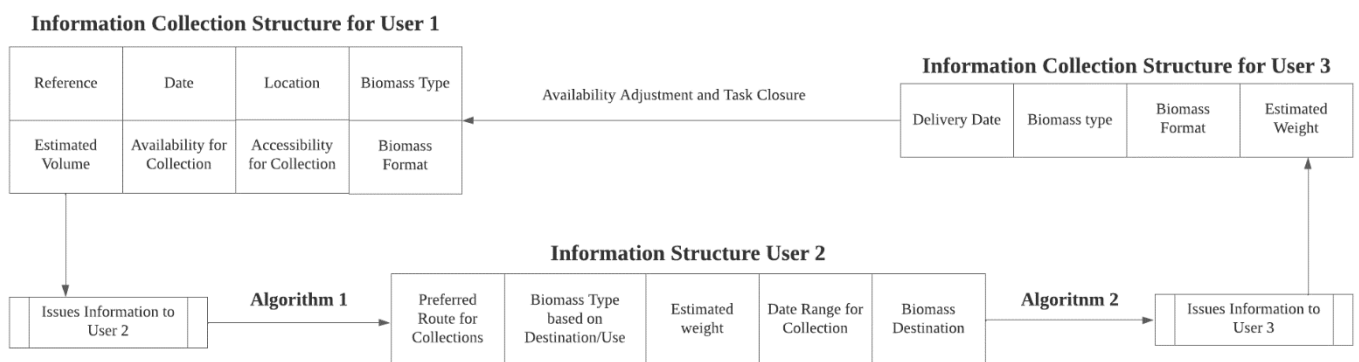 Information Collection Structure for User 1
Reference
Date
Location
Biomass Type
Estimated
Volume
Availability for
Collection
Accessibility
for Collection
Biomass
Format
Availability Adjustment and Task Closure
Information Collection Structure for User 3
Delivery Date
Biomass type
Biomass
Format
Estimated
Weight
Issues Information to
User 2
Algorithm 1
Information Structure User 2
Preferred
Route for
Collections
Biomass Type
based on
Destination/Use
Estimated
weight
Date Range for
Collection
Biomass
Destination
Algoritnm 2
Issues Information to
User 3